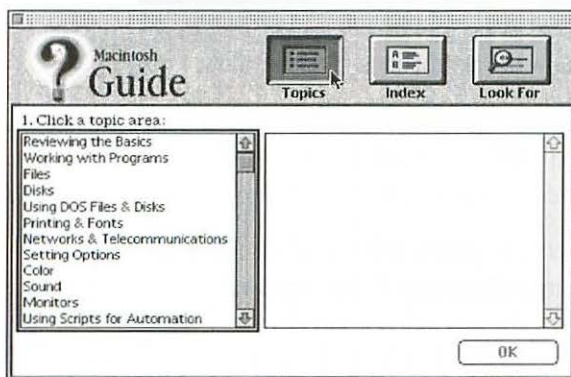 Macintosh
Guide
Topics
Index
Look For
1. Click a topic area:
Reviewing the Basics
Working with Programs
Files
Disks
Using DOS Files & Disks
Printing & Fonts
Networks & Telecommunications
Setting Options
Color
Sound
Monitors
Using Scripts for Automation
OK